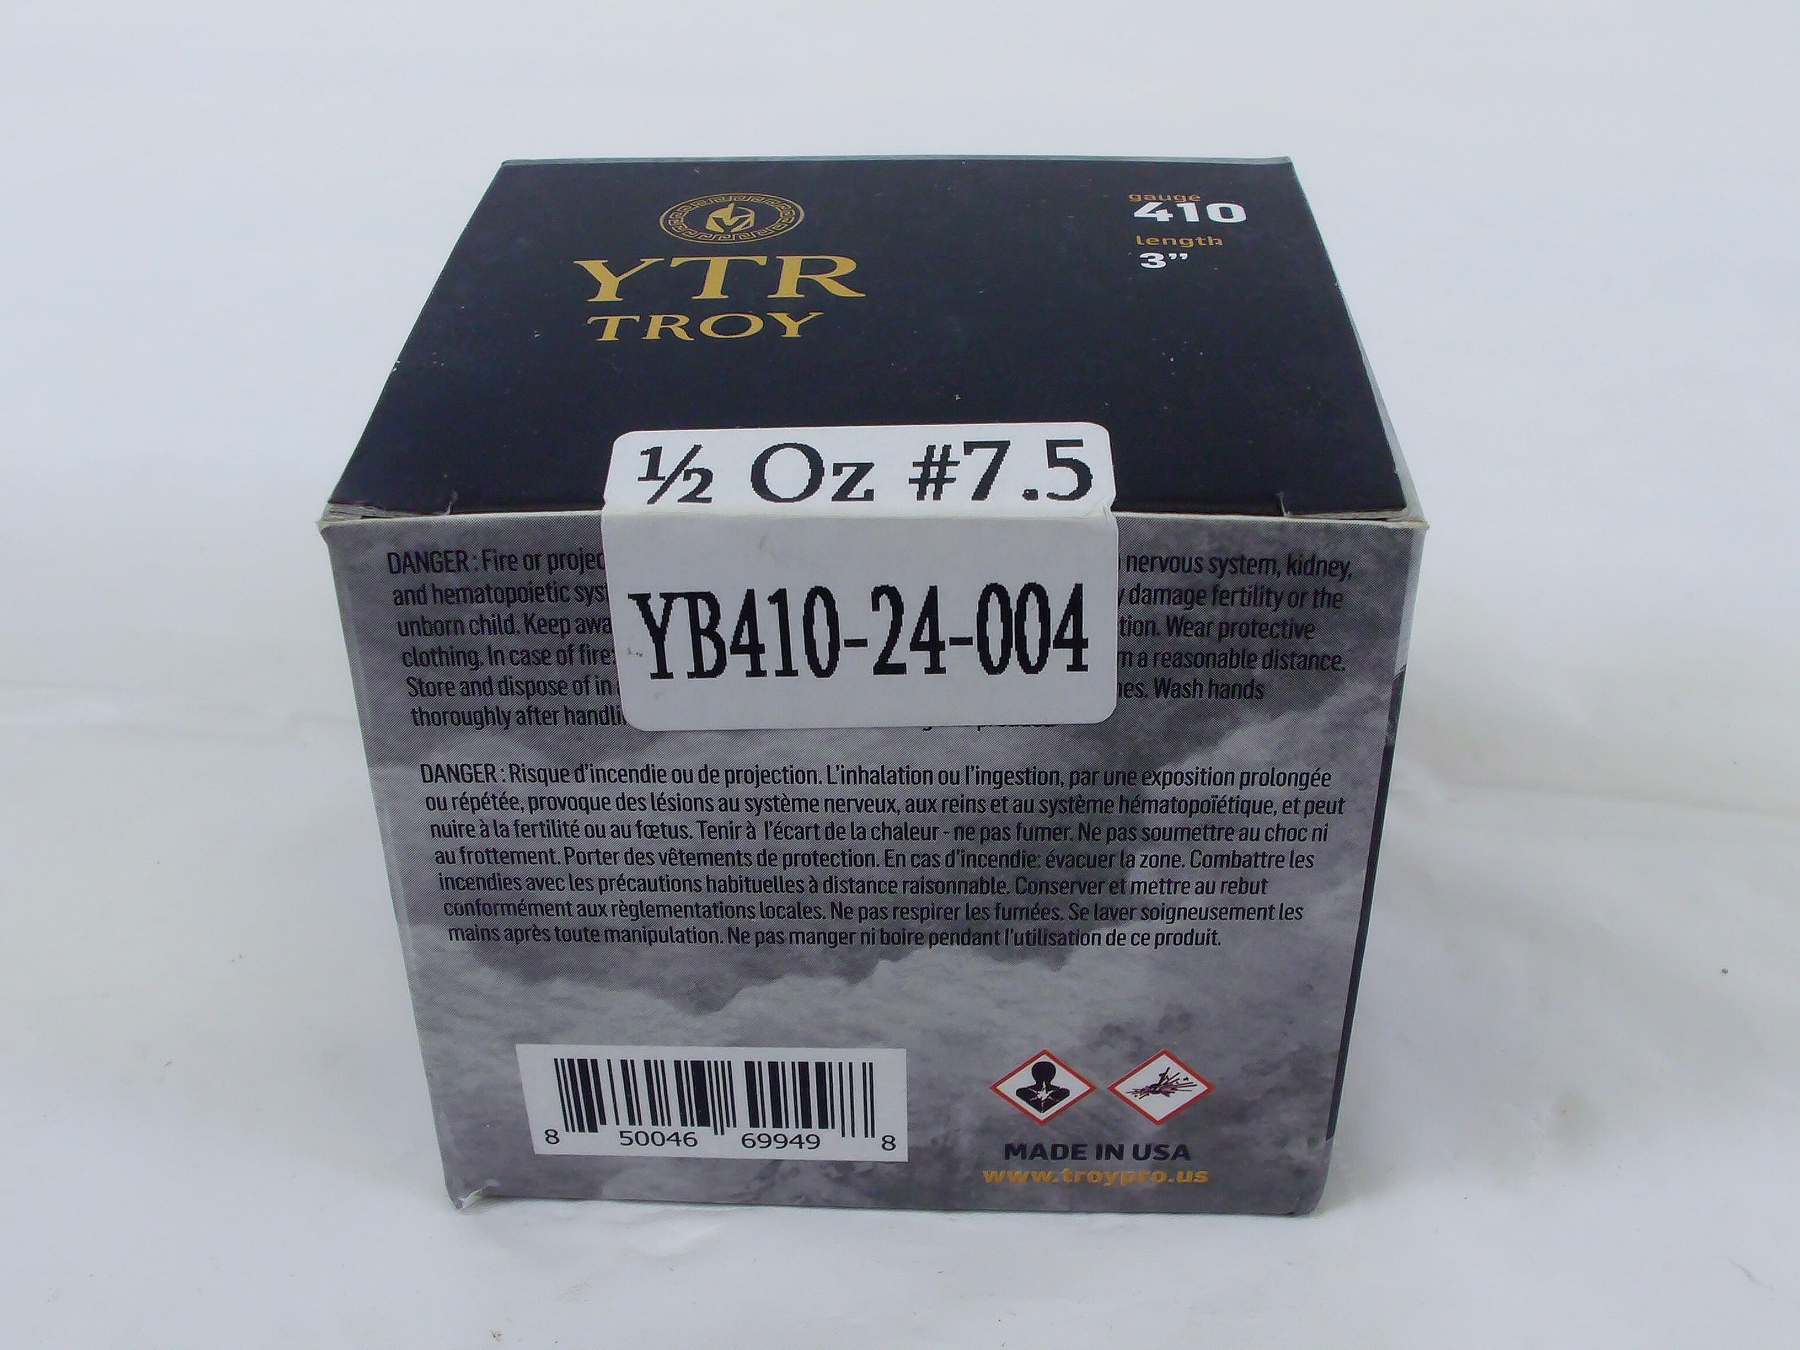 YTR
TROY
gauge
410
length
3”
½ Oz #7.5
YB410-24-004
DANGER : Fire or nervous system, kidney,
and hematopoietic damage fertility or the
unborn child. Keep Wear protective
clothing. In case of fire: a reasonable distance.
Store and dispose of in Wash hands
thoroughly after
DANGER : Risque d'incendie ou de projection. L'inhalation ou l'ingestion, par une exposition prolongée
ou répétée, provoque des lésions au système nerveux, aux reins et au système hématopoïétique, et peut
nuire à la fertilité ou au fœtus. Tenir à l'écart de la chaleur - ne pas fumer. Ne pas soumettre au choc ni
au frottement. Porter des vêtements de protection. En cas d'incendie: évacuer la zone. Combattre les
incendies avec les précautions habituelles à distance raisonnable. Conserver et mettre au rebut
conformément aux règlementations locales. Ne pas respirer les fumées. Se laver soigneusement les
mains après toute manipulation. Ne pas manger ni boire pendant l'utilisation de ce produit.
8 50046 69949 8
MADE IN USA
www.troypro.us